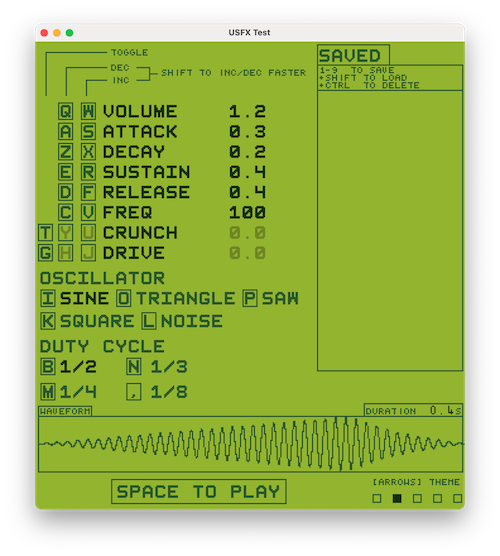 USFX Test
TOGGLE
DEC
INC
SHIFT TO INC/DEC FASTER
SAVED
1-9 TO SAVE
+SHIFT TO LOAD
+CTRL TO DELETE
Q W VOLUME 1.2
A S ATTACK 0.3
Z X DECAY 0.2
E R SUSTAIN 0.4
D F RELEASE 0.4
C V FREQ 100
T Y U CRUNCH 0.0
G H J DRIVE 0.0
OSCILLATOR
I SINE O TRIANGLE P SAW
K SQUARE L NOISE
DUTY CYCLE
B 1/2 N 1/3
M 1/4 , 1/8
WAVEFORM
DURATION 0.4S
SPACE TO PLAY
[ARROWS] THEME